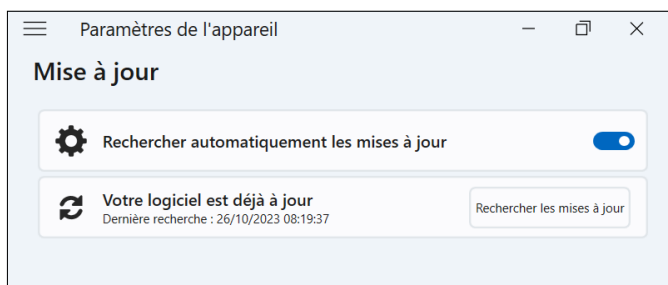 Paramètres de l'appareil
Mise à jour
Rechercher automatiquement les mises à jour
Votre logiciel est déjà à jour
Dernière recherche : 26/10/2023 08:19:37
Rechercher les mises à jour